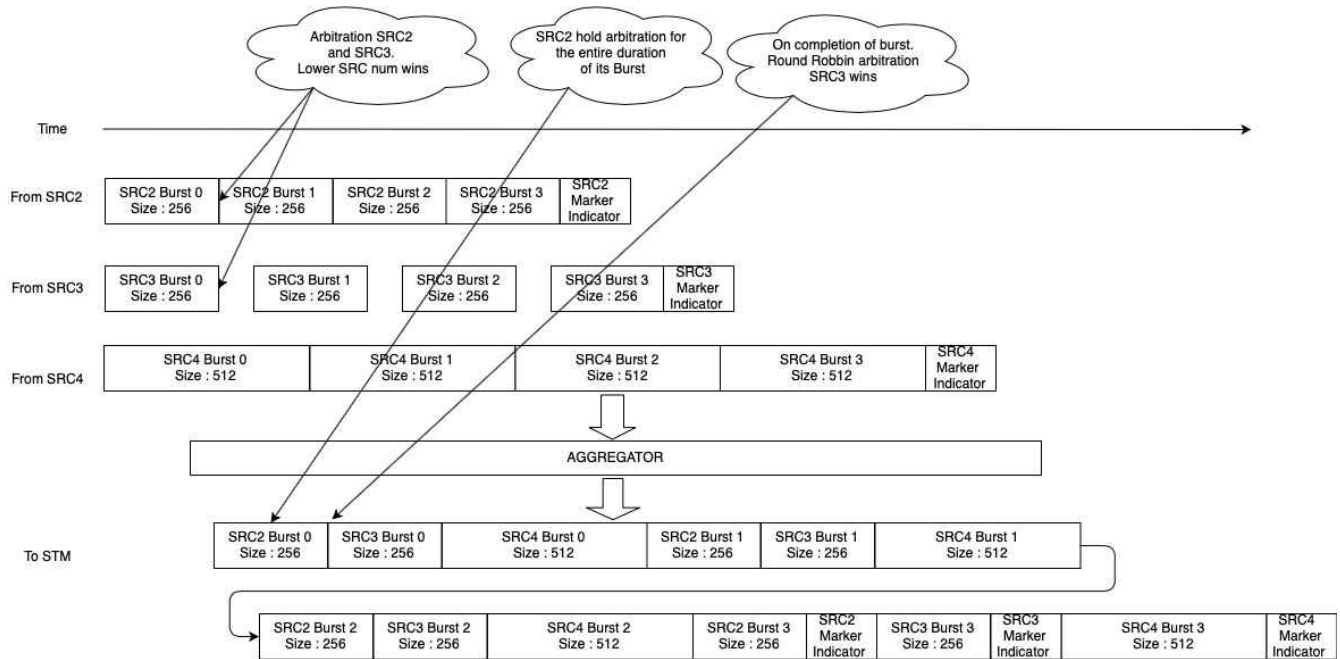 Arbitration SRC2
and SRC3.
Lower SRC num wins
SRC2 hold arbitration for
the entire duration
of its Burst
On completion of burst.
Round Robbin arbitration
SRC3 wins
Time
From SRC2
SRC2 Burst 0
Size : 256
SRC2 Burst 1
Size : 256
SRC2 Burst 2
Size : 256
SRC2 Burst 3
Size : 256
SRC2
Marker
Indicator
From SRC3
SRC3 Burst 0
Size : 256
SRC3 Burst 1
Size : 256
SRC3 Burst 2
Size : 256
SRC3 Burst 3
Size : 256
SRC3
Marker
Indicator
From SRC4
SRC4 Burst 0
Size : 512
SRC4 Burst 1
Size : 512
SRC4 Burst 2
Size : 512
SRC4 Burst 3
Size : 512
SRC4
Marker
Indicator
AGGREGATOR
To STM
SRC2 Burst 0
Size : 256
SRC3 Burst 0
Size : 256
SRC4 Burst 0
Size : 512
SRC2 Burst 1
Size : 256
SRC3 Burst 1
Size : 256
SRC4 Burst 1
Size : 512
SRC2 Burst 2
Size : 256
SRC3 Burst 2
Size : 256
SRC4 Burst 2
Size : 512
SRC2 Burst 3
Size : 256
SRC2
Marker
Indicator
SRC3 Burst 3
Size : 256
SRC3
Marker
Indicator
SRC4 Burst 3
Size : 512
SRC4
Marker
Indicator